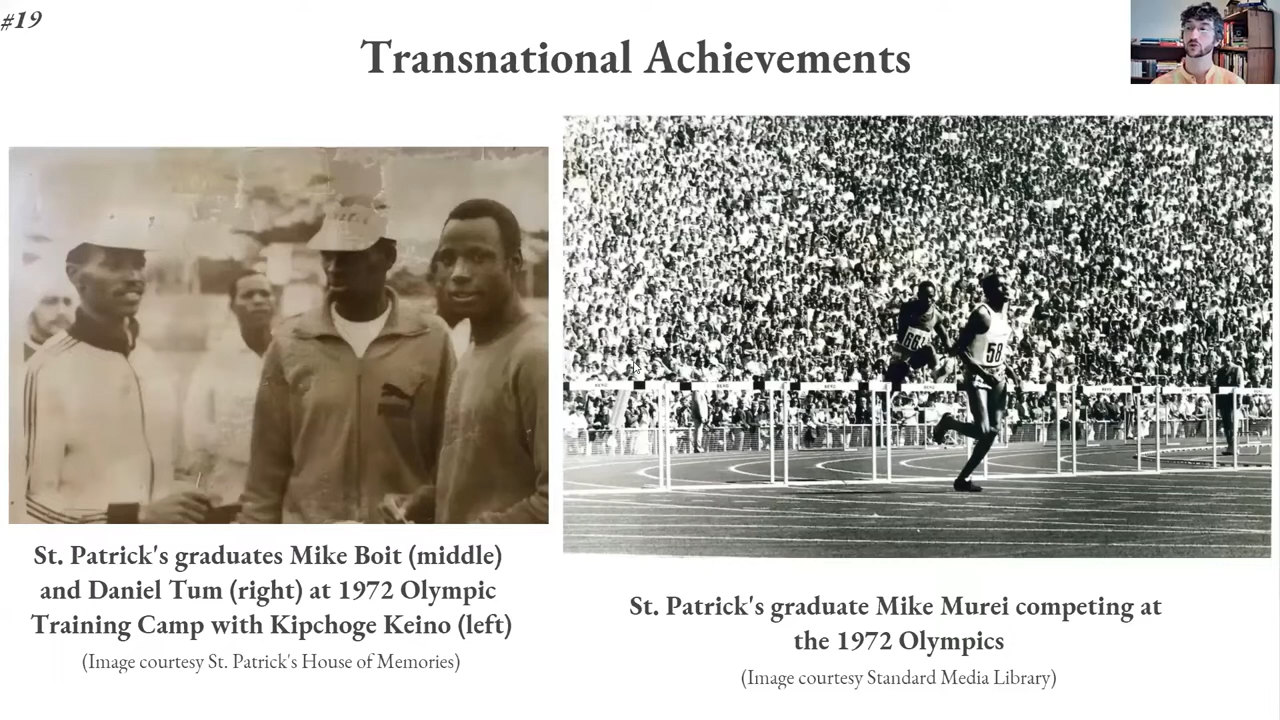 #19
Transnational Achievements
66
58
St. Patrick's graduates Mike Boit (middle)
and Daniel Tum (right) at 1972 Olympic
Training Camp with Kipchoge Keino (left)
(Image courtesy St. Patrick's House of Memories)
St. Patrick's graduate Mike Murei competing at
the 1972 Olympics
(Image courtesy Standard Media Library)